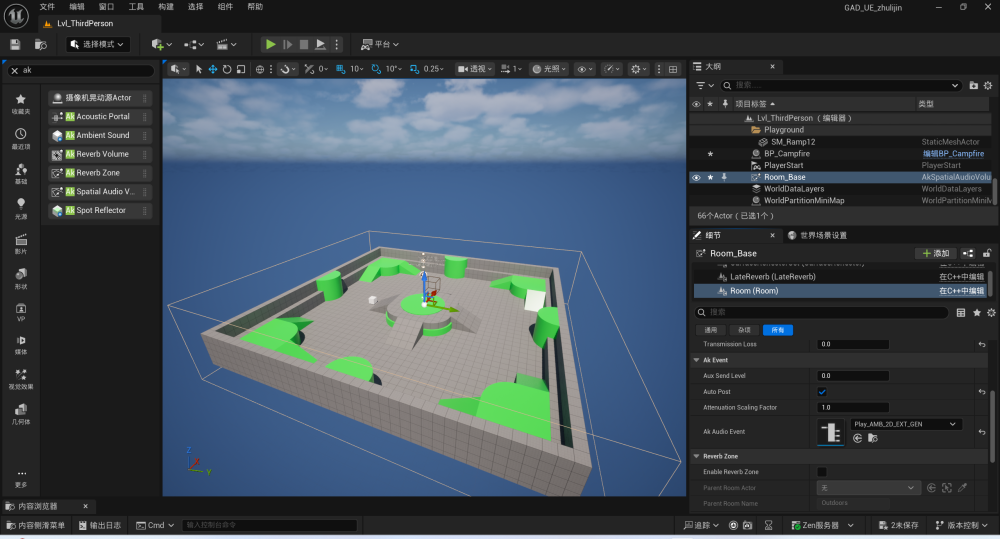 文件 编辑 窗口 工具 构建 选择 组件 帮助
GAD_UE_zhulijin
Lvl_ThirdPerson
选择模式
平台
ak
透视
0
10
10°
0.25
1
光照
大纲
搜索......
收藏夹
最近项
基础
光源
影片
形状
VP
媒体
视觉效果
几何体
更多
摄像机晃动源Actor
Ak Acoustic Portal
Ak Ambient Sound
Ak Reverb Volume
Ak Reverb Zone
Ak Spatial Audio V...
Ak Spot Reflector
项目标签 类型
Lvl_ThirdPerson（编辑器）
Playground
SM_Ramp12 StaticMeshActor
BP_Campfire 编辑BP_Campfire
PlayerStart PlayerStart
Room_Base AkSpatialAudioVolu
WorldDataLayers WorldDataLayers
WorldPartitionMiniMap WorldPartitionMiniM
66个Actor（已选1个）
细节 世界场景设置
Room_Base 添加
LateReverb (LateReverb) 在C++中编辑
Room (Room) 在C++中编辑
搜索
通用 杂项 所有
Transmission Loss 0.0
Ak Event
Aux Send Level 0.0
Auto Post
Attenuation Scaling Factor 1.0
Ak Audio Event Play_AMB_2D_EXT_GEN
Reverb Zone
Enable Reverb Zone
Parent Room Actor 无
Parent Room Name Outdoors
Z
Y
内容浏览器
内容侧滑菜单 输出日志 Cmd 输入控制台命令 追踪 Zen服务器 2未保存 版本控制